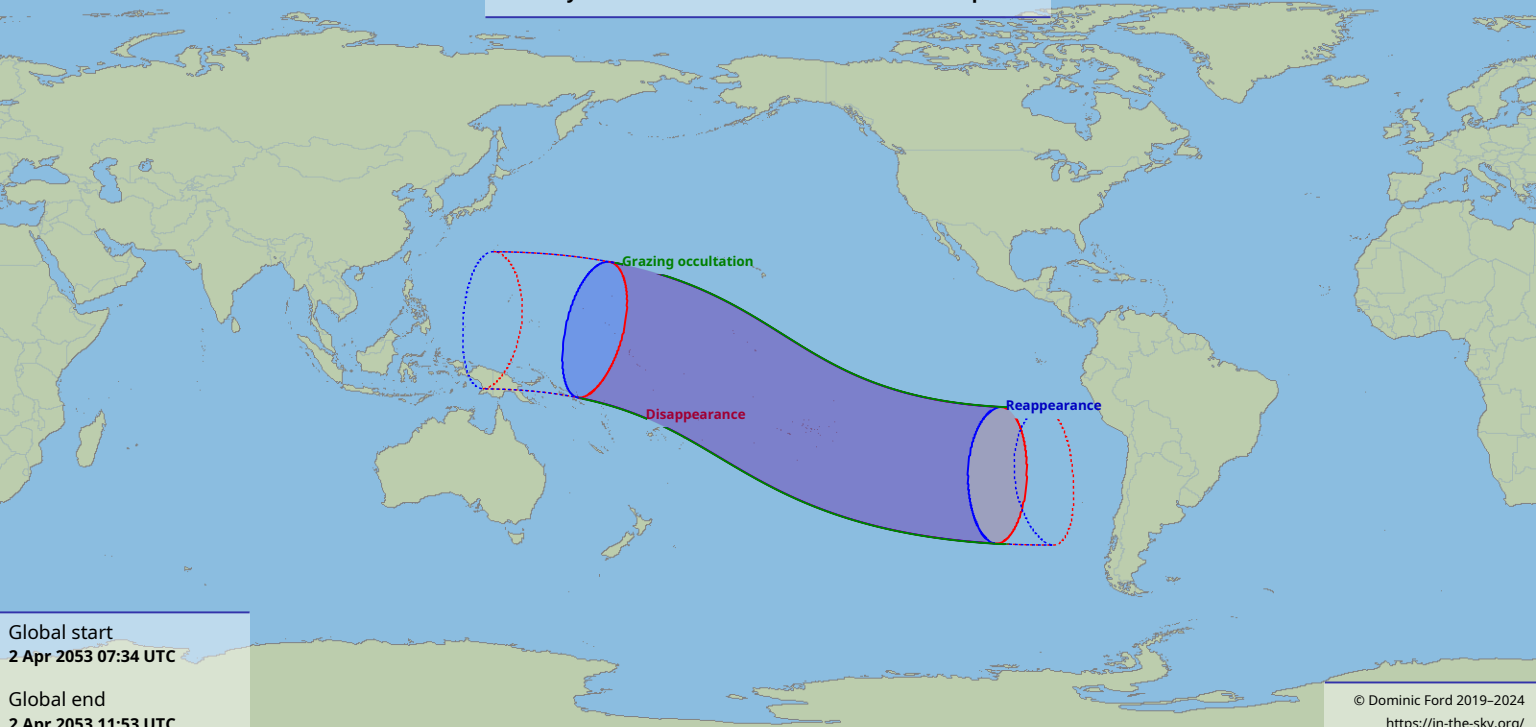 Grazing occultation
Reappearance
Disappearance
Global start
2 Apr 2053 07:34 UTC
Global end
2 Apr 2053 11:53 UTC
© Dominic Ford 2019–2024
https://in-the-sky.org/